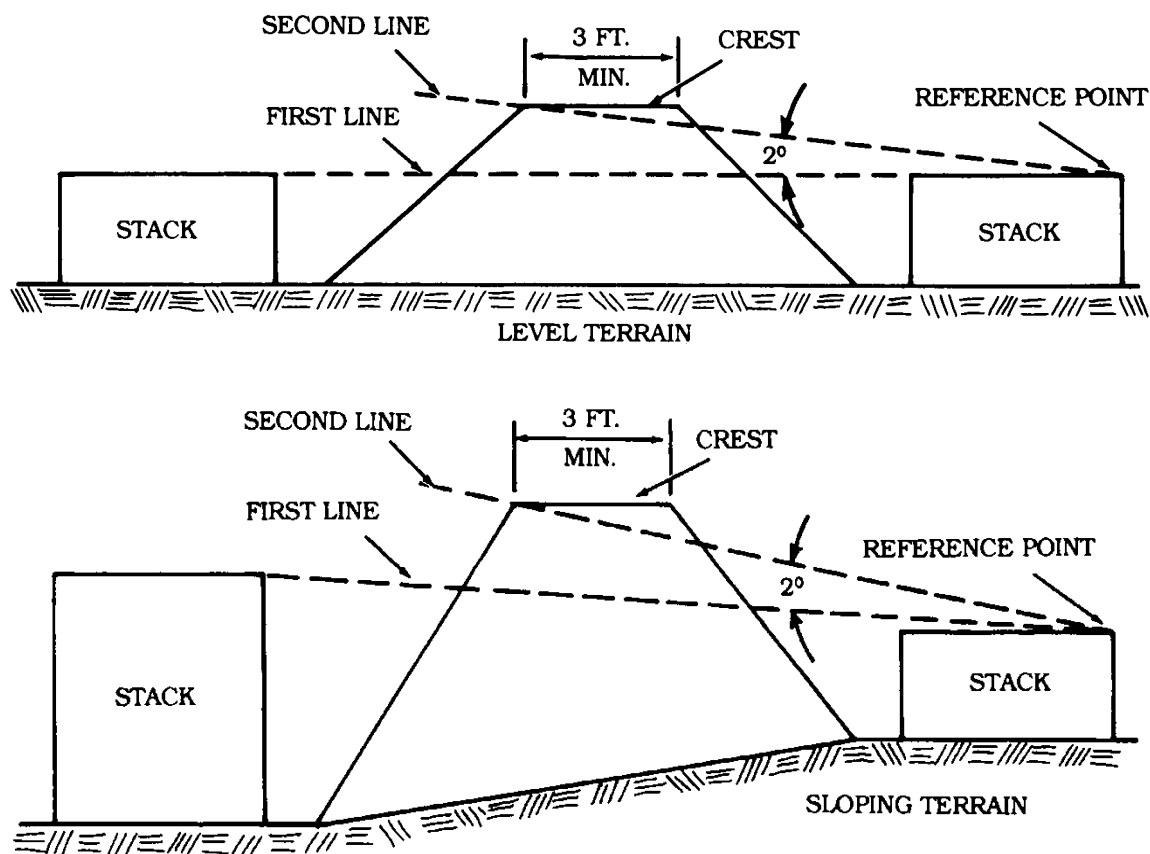 SECOND LINE
3 FT.
MIN.
CREST
FIRST LINE
REFERENCE POINT
2°
STACK
STACK
LEVEL TERRAIN
SECOND LINE
3 FT.
MIN.
CREST
FIRST LINE
REFERENCE POINT
2°
STACK
STACK
SLOPING TERRAIN